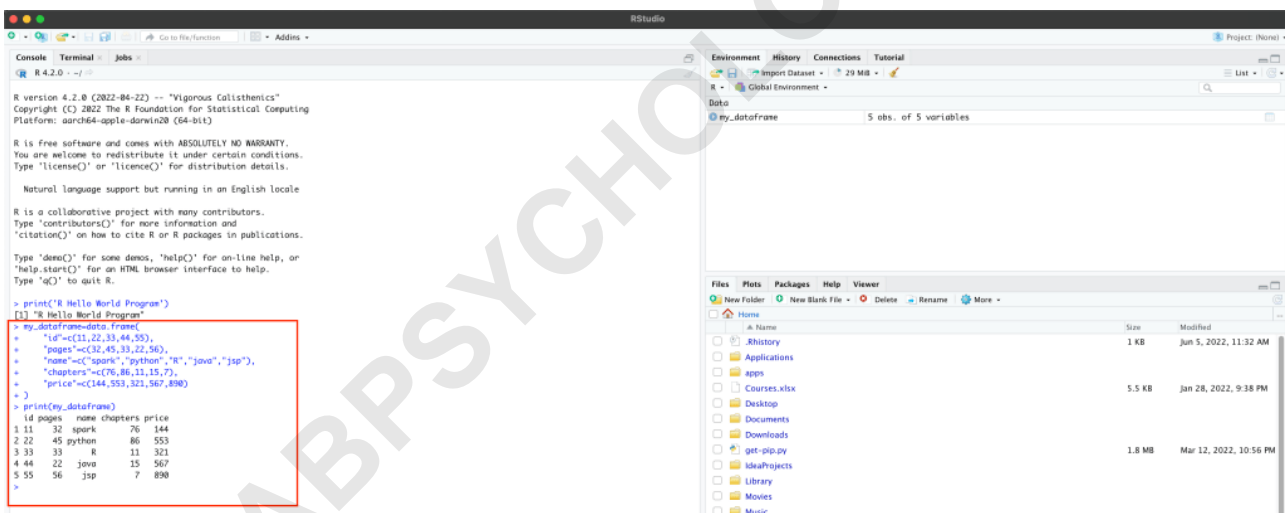 RStudio
Go to file/function
Addins
Project: (None)
Console Terminal Jobs
R 4.2.0 · ~/
R version 4.2.0 (2022-04-22) -- "Vigorous Calisthenics"
Copyright (C) 2022 The R Foundation for Statistical Computing
Platform: aarch64-apple-darwin20 (64-bit)
R is free software and comes with ABSOLUTELY NO WARRANTY.
You are welcome to redistribute it under certain conditions.
Type 'license()' or 'licence()' for distribution details.
Natural language support but running in an English locale
R is a collaborative project with many contributors.
Type 'contributors()' for more information and
'citation()' on how to cite R or R packages in publications.
Type 'demo()' for some demos, 'help()' for on-line help, or
'help.start()' for an HTML browser interface to help.
Type 'q()' to quit R.
> print('R Hello World Program')
[1] "R Hello World Program"
> my_dataframe=data.frame(
+ "id"=c(11,22,33,44,55),
+ "pages"=c(32,45,33,22,56),
+ "name"=c("spark","python","R","java","jsp"),
+ "chapters"=c(76,86,11,15,7),
+ "price"=c(144,553,321,567,890)
+ )
> print(my_dataframe)
id pages name chapters price
1 11 32 spark 76 144
2 22 45 python 86 553
3 33 33 R 11 321
4 44 22 java 15 567
5 55 56 jsp 7 890
>
Environment History Connections Tutorial
Import Dataset 29 MiB List
R Global Environment
Data
my_dataframe 5 obs. of 5 variables
Files Plots Packages Help Viewer
New Folder New Blank File Delete Rename More
Home
Name Size Modified
.Rhistory 1 KB Jun 5, 2022, 11:32 AM
Applications
apps
Courses.xlsx 5.5 KB Jan 28, 2022, 9:38 PM
Desktop
Documents
Downloads
get-pip.py 1.8 MB Mar 12, 2022, 10:56 PM
IdeaProjects
Library
Movies
Music
ABPSYCHOLO